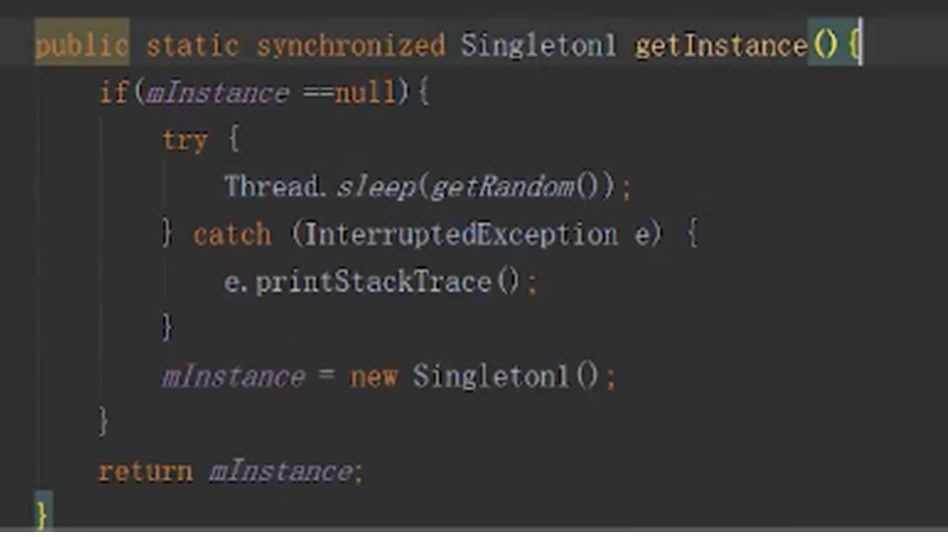 public static synchronized Singleton1 getInstance(){
if(mInstance ==null){
try {
Thread.sleep(getRandom());
} catch (InterruptedException e) {
e.printStackTrace();
}
mInstance = new Singleton1();
}
return mInstance;
}